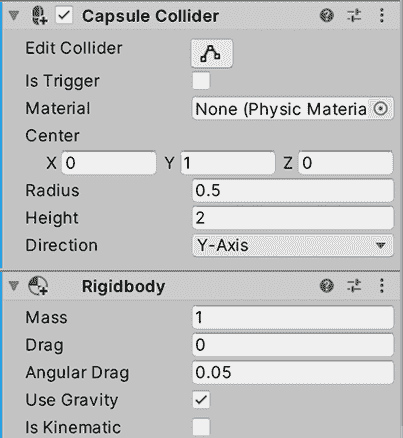 Capsule Collider
Edit Collider
Is Trigger
Material None (Physic Materia
Center
X 0 Y 1 Z 0
Radius 0.5
Height 2
Direction Y-Axis
Rigidbody
Mass 1
Drag 0
Angular Drag 0.05
Use Gravity
Is Kinematic